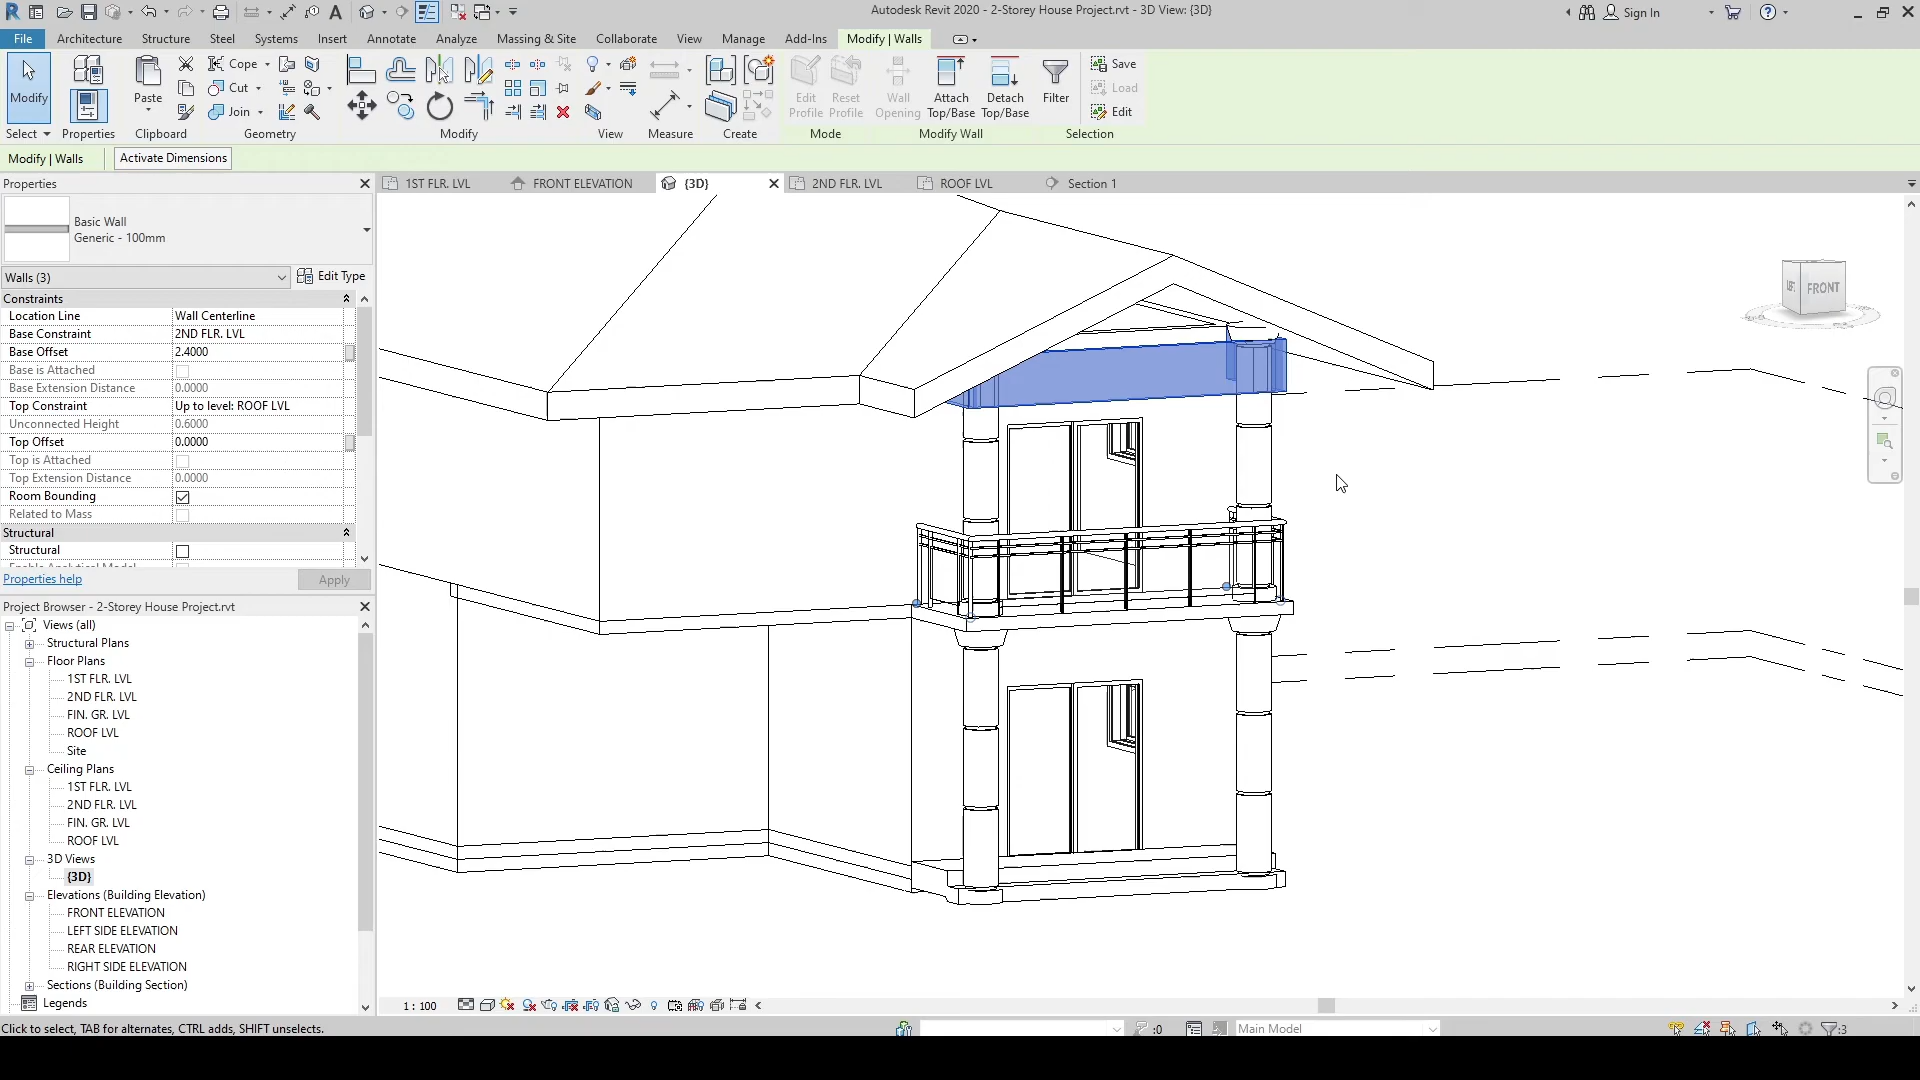 Autodesk Revit 2020 - 2-Storey House Project.rvt - 3D View: {3D}
Sign In
File
Architecture
Structure
Steel
Systems
Insert
Annotate
Analyze
Massing & Site
Collaborate
View
Manage
Add-Ins
Modify | Walls
Modify
Paste
Cope
Cut
Join
Edit Profile
Reset Profile
Wall Opening
Attach Top/Base
Detach Top/Base
Filter
Save
Load
Edit
Select
Properties
Clipboard
Geometry
Modify
View
Measure
Create
Mode
Modify Wall
Selection
Modify | Walls
Activate Dimensions
Properties
1ST FLR. LVL
FRONT ELEVATION
{3D}
2ND FLR. LVL
ROOF LVL
Section 1
Basic Wall
Generic - 100mm
Walls (3)
Edit Type
Constraints
Location Line Wall Centerline
Base Constraint 2ND FLR. LVL
Base Offset 2.4000
Base is Attached
Base Extension Distance 0.0000
Top Constraint Up to level: ROOF LVL
Unconnected Height 0.6000
Top Offset 0.0000
Top is Attached
Top Extension Distance 0.0000
Room Bounding
Related to Mass
Structural
Structural
Properties help
Apply
FRONT
Project Browser - 2-Storey House Project.rvt
Views (all)
Structural Plans
Floor Plans
1ST FLR. LVL
2ND FLR. LVL
FIN. GR. LVL
ROOF LVL
Site
Ceiling Plans
1ST FLR. LVL
2ND FLR. LVL
FIN. GR. LVL
ROOF LVL
3D Views
{3D}
Elevations (Building Elevation)
FRONT ELEVATION
LEFT SIDE ELEVATION
REAR ELEVATION
RIGHT SIDE ELEVATION
Sections (Building Section)
Legends
1 : 100
Click to select, TAB for alternates, CTRL adds, SHIFT unselects.
:0
Main Model
:3